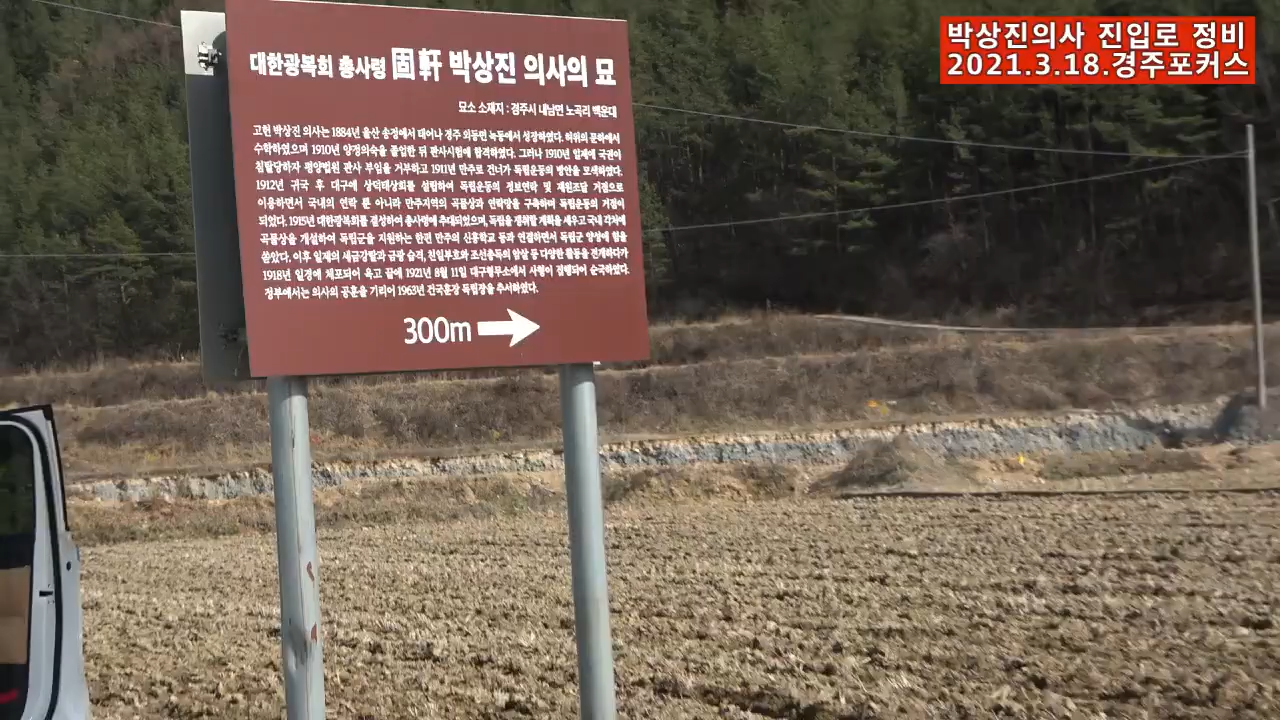 박상진의사 진입로 정비
2021.3.18.경주포커스
대한광복회 총사령 固軒 박상진 의사의 묘
묘소 소재지 : 경주시 내남면 노곡리 백운대
고헌 박상진 의사는 1884년 울산 송정에서 태어나 경주 외동면 녹동에서 성장하였다. 허위의 문하에서
수학하였으며 1910년 양정의숙을 졸업한 뒤 판사시험에 합격하였다. 그러나 1910년 일제에 국권이
침탈당하자 평양법원 판사 부임을 거부하고 1911년 만주로 건너가 독립운동의 방안을 모색하였다.
1912년 귀국 후 대구에 상덕태상회를 설립하여 독립운동의 정보연락 및 재원조달 거점으로
이용하면서 국내의 연락 뿐 아니라 만주지역의 곡물상과 연락망을 구축하며 독립운동의 거점이
되었다. 1915년 대한광복회를 결성하여 총사령에 추대되었으며, 독립을 쟁취할 계획을 세우고 국내 각처에
곡물상을 개설하여 독립군을 지원하는 한편 만주의 신흥학교 등과 연결하면서 독립군 양성에 힘을
쏟았다. 이후 일제의 세금강탈과 금광 습격, 친일부호와 조선총독의 암살 등 다양한 활동을 전개하다가
1918년 일경에 체포되어 옥고 끝에 1921년 8월 11일 대구형무소에서 사형이 집행되어 순국하였다.
정부에서는 의사의 공훈을 기리어 1963년 건국훈장 독립장을 추서하였다.
300m